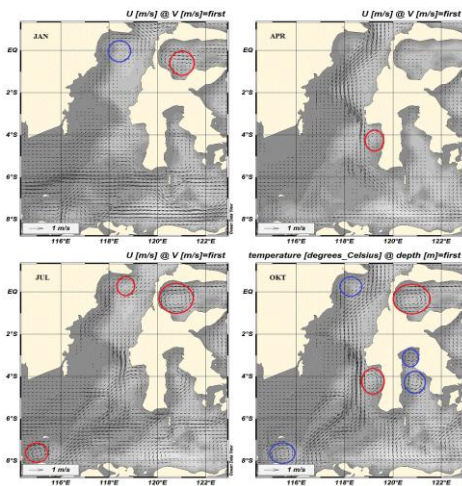 U [m/s] @ V [m/s]=first
JAN
EQ
2°S
4°S
6°S
8°S
1 m/s
116°E
118°E
120°E
122°E
U [m/s] @ V [m/s]=first
APR
EQ
2°S
4°S
6°S
8°S
1 m/s
116°E
118°E
120°E
122°E
U [m/s] @ V [m/s]=first
JUL
EQ
2°S
4°S
6°S
8°S
1 m/s
116°E
118°E
120°E
122°E
temperature [degrees_Celsius] @ depth [m]=first
OKT
EQ
2°S
4°S
6°S
8°S
1 m/s
116°E
118°E
120°E
122°E